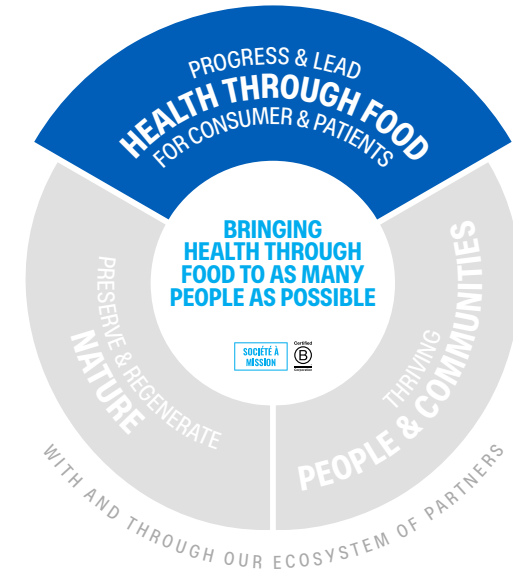 PROGRESS & LEAD
HEALTH THROUGH FOOD
FOR CONSUMER & PATIENTS
BRINGING
HEALTH THROUGH
FOOD TO AS MANY
PEOPLE AS POSSIBLE
SOCIÉTÉ À
MISSION
Certified
B
Corporation
PRESERVE & REGENERATE
NATURE
THRIVING
PEOPLE & COMMUNITIES
WITH AND THROUGH OUR ECOSYSTEM OF PARTNERS